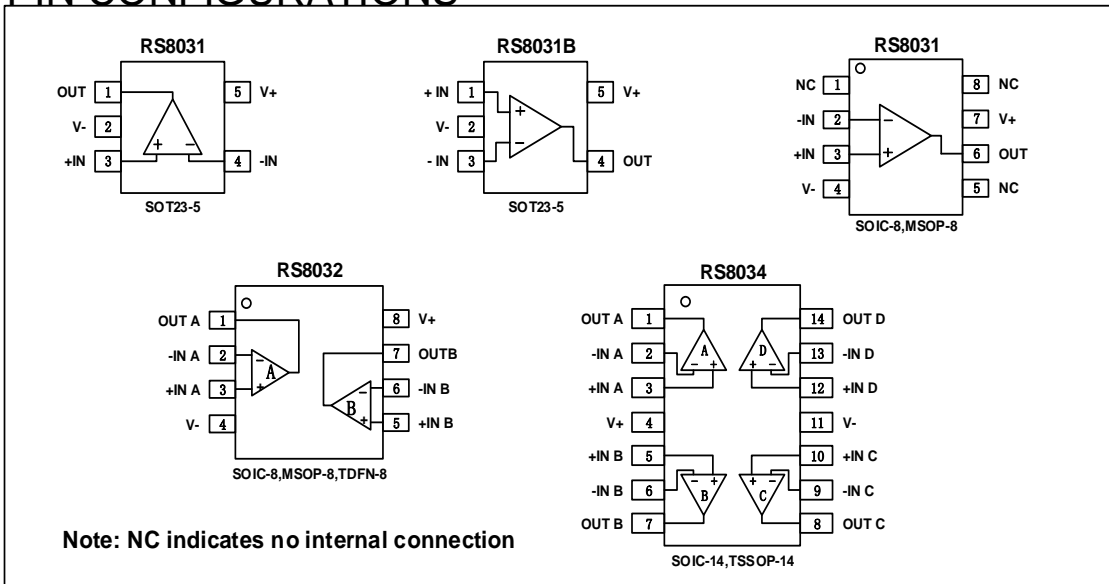 PIN CONFIGURATIONS
RS8031
OUT 1
V- 2
+IN 3
5 V+
4 -IN
+ -
SOT23-5
RS8031B
+ IN 1
V- 2
- IN 3
5 V+
4 OUT
+
-
SOT23-5
RS8031
NC 1
-IN 2
+IN 3
V- 4
8 NC
7 V+
6 OUT
5 NC
-
+
SOIC-8,MSOP-8
RS8032
OUT A 1
-IN A 2
+IN A 3
V- 4
8 V+
7 OUTB
6 -IN B
5 +IN B
-
A
+
-
B
+
SOIC-8,MSOP-8,TDFN-8
RS8034
OUT A 1
-IN A 2
+IN A 3
V+ 4
+IN B 5
-IN B 6
OUT B 7
14 OUT D
13 -IN D
12 +IN D
11 V-
10 +IN C
9 -IN C
8 OUT C
A
- +
D
+ -
- +
B
+ -
C
SOIC-14,TSSOP-14
Note: NC indicates no internal connection